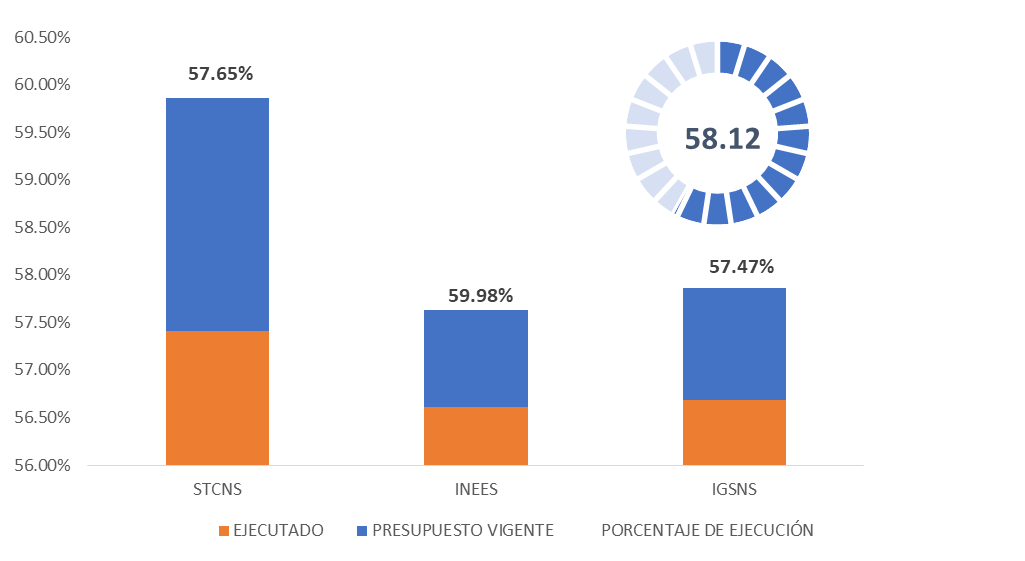 60.50%
60.00%
59.50%
59.00%
58.50%
58.00%
57.50%
57.00%
56.50%
56.00%
57.65%
59.98%
57.47%
58.12
STCNS
INEES
IGSNS
EJECUTADO
PRESUPUESTO VIGENTE
PORCENTAJE DE EJECUCIÓN